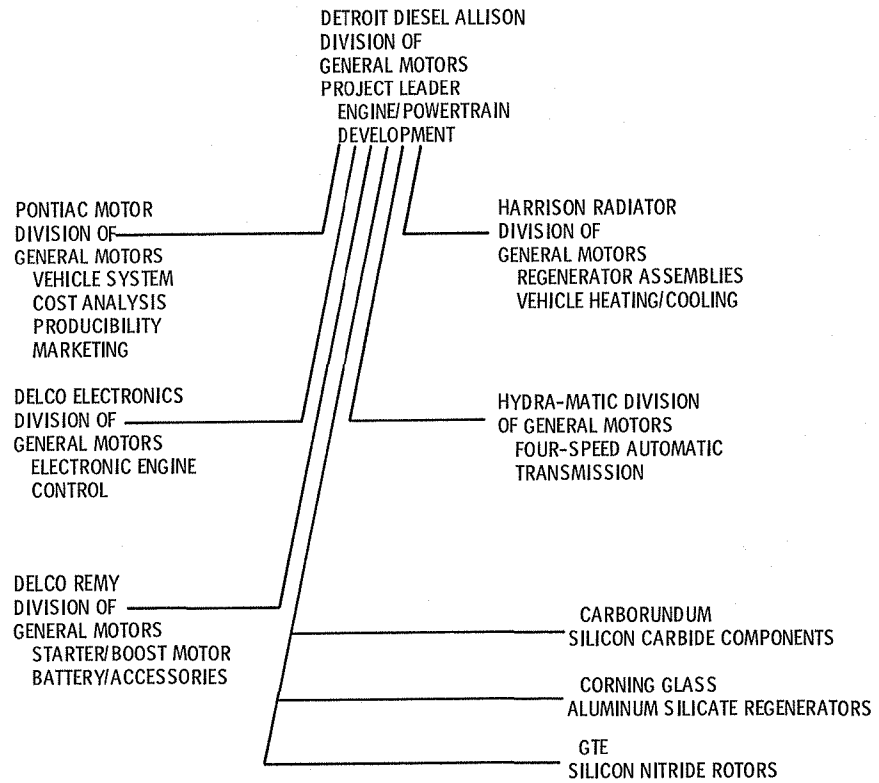 DETROIT DIESEL ALLISON
DIVISION OF
GENERAL MOTORS
PROJECT LEADER
ENGINE/POWERTRAIN
DEVELOPMENT
PONTIAC MOTOR
DIVISION OF
GENERAL MOTORS
VEHICLE SYSTEM
COST ANALYSIS
PRODUCIBILITY
MARKETING
HARRISON RADIATOR
DIVISION OF
GENERAL MOTORS
REGENERATOR ASSEMBLIES
VEHICLE HEATING/COOLING
DELCO ELECTRONICS
DIVISION OF
GENERAL MOTORS
ELECTRONIC ENGINE
CONTROL
HYDRA-MATIC DIVISION
OF GENERAL MOTORS
FOUR-SPEED AUTOMATIC
TRANSMISSION
DELCO REMY
DIVISION OF
GENERAL MOTORS
STARTER/BOOST MOTOR
BATTERY/ACCESSORIES
CARBORUNDUM
SILICON CARBIDE COMPONENTS
CORNING GLASS
ALUMINUM SILICATE REGENERATORS
GTE
SILICON NITRIDE ROTORS